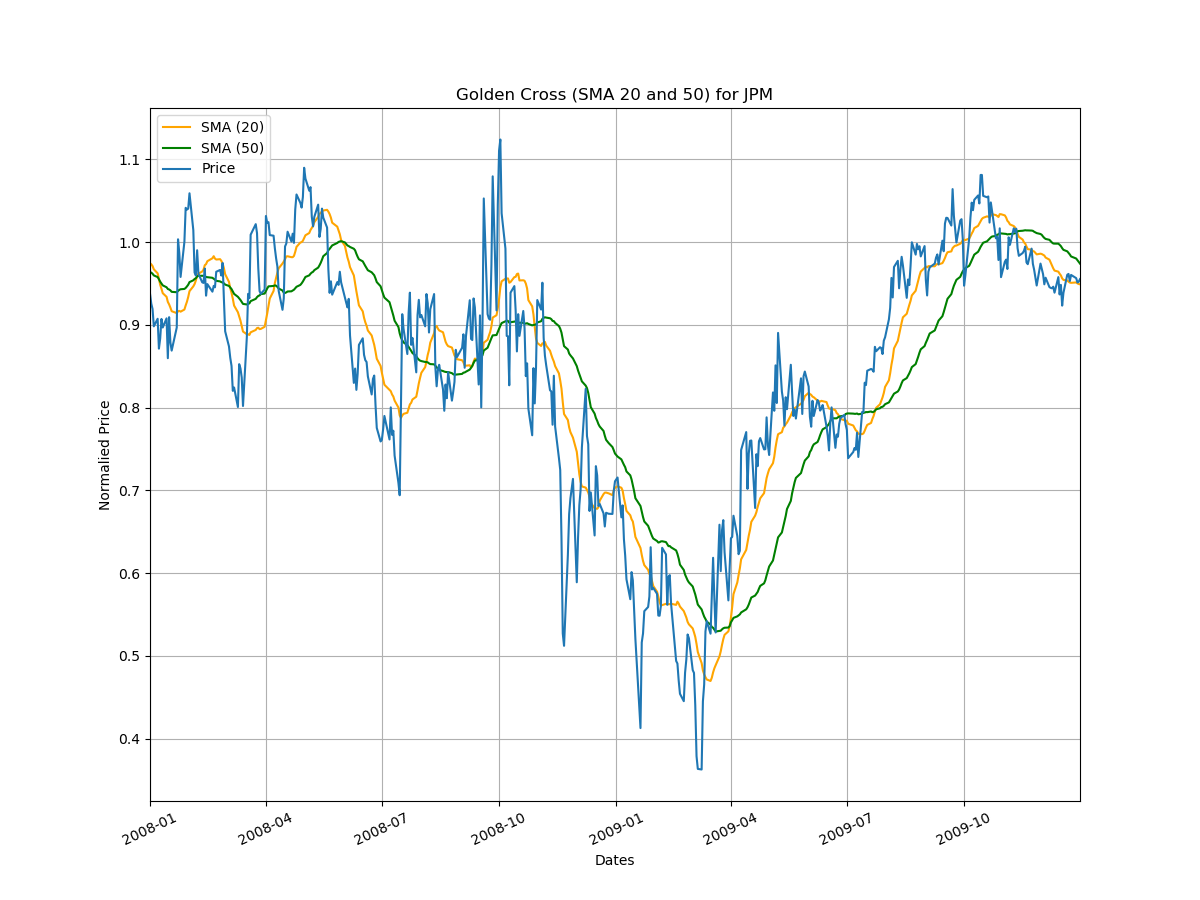 Golden Cross (SMA 20 and 50) for JPM
SMA (20)
SMA (50)
Price
1.1
1.0
0.9
0.8
0.7
0.6
0.5
0.4
Normalied Price
2008-01
2008-04
2008-07
2008-10
2009-01
2009-04
2009-07
2009-10
Dates